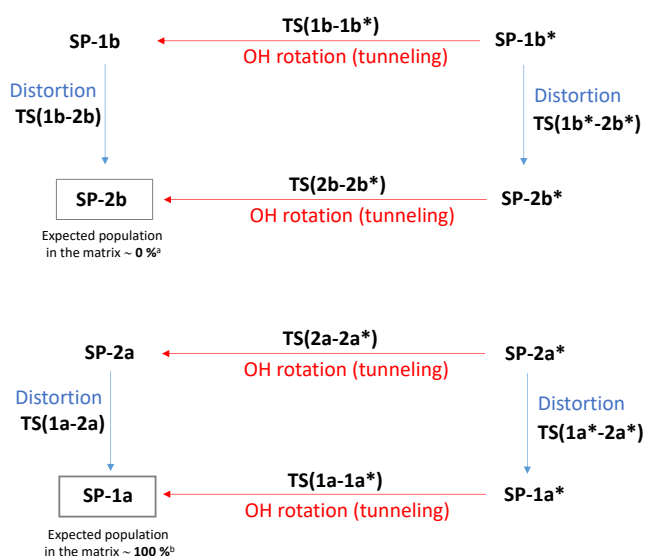 TS(1b-1b*)
SP-1b
SP-1b*
OH rotation (tunneling)
Distortion
TS(1b-2b)
Distortion
TS(1b*-2b*)
TS(2b-2b*)
SP-2b
SP-2b*
OH rotation (tunneling)
Expected population
in the matrix ~ 0 %ᵃ
TS(2a-2a*)
SP-2a
SP-2a*
OH rotation (tunneling)
Distortion
TS(1a-2a)
Distortion
TS(1a*-2a*)
TS(1a-1a*)
SP-1a
SP-1a*
OH rotation (tunneling)
Expected population
in the matrix ~ 100 %ᵇ